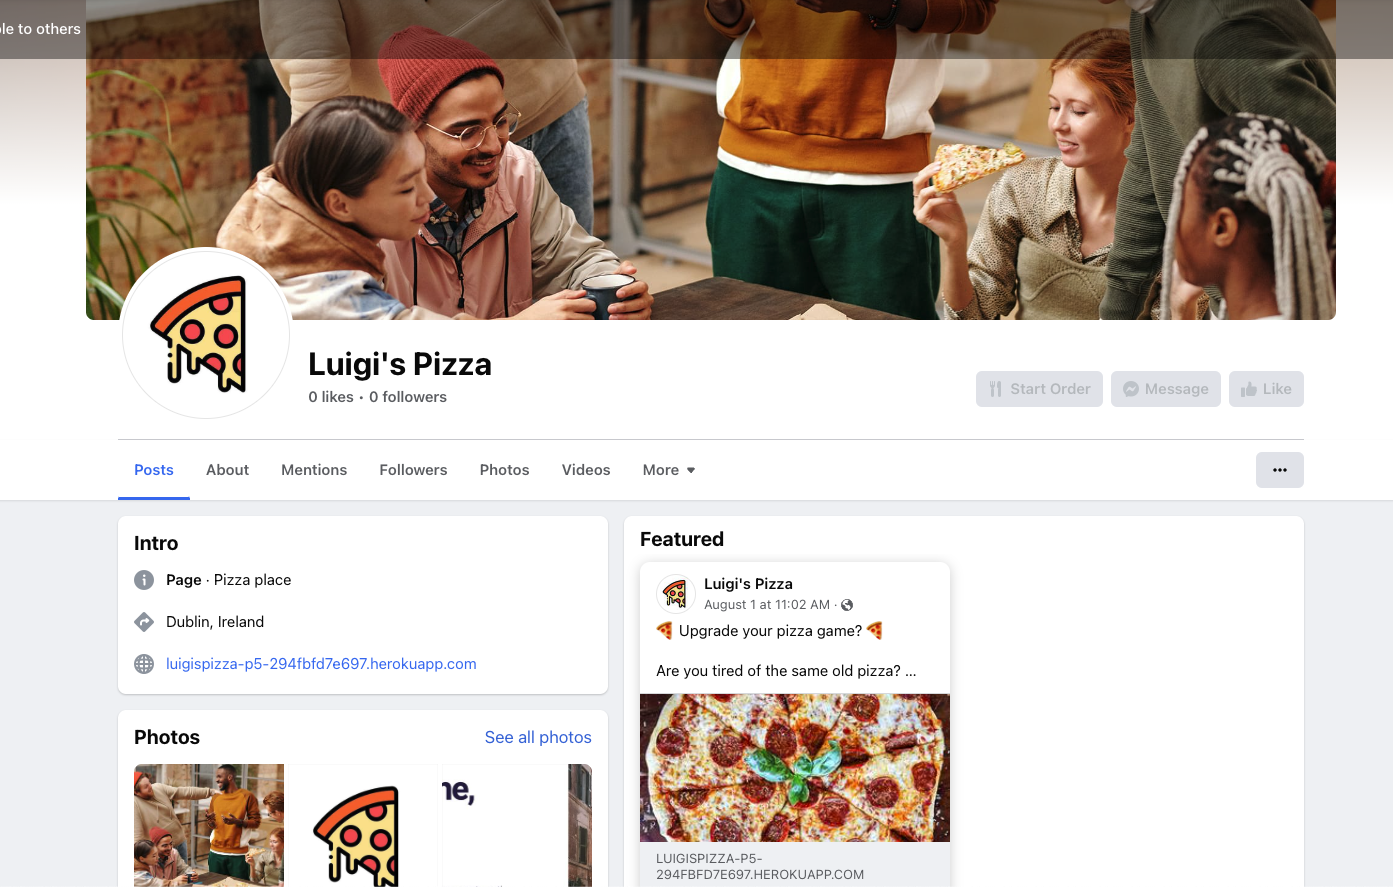 le to others
Luigi's Pizza
0 likes • 0 followers
Start Order
Message
Like
Posts
About
Mentions
Followers
Photos
Videos
More
Intro
Page · Pizza place
Dublin, Ireland
luigispizza-p5-294fbfd7e697.herokuapp.com
Photos
See all photos
he,
Featured
Luigi's Pizza
August 1 at 11:02 AM ·
🍕 Upgrade your pizza game? 🍕
Are you tired of the same old pizza? ...
LUIGISPIZZA-P5-
294FBFD7E697.HEROKUAPP.COM